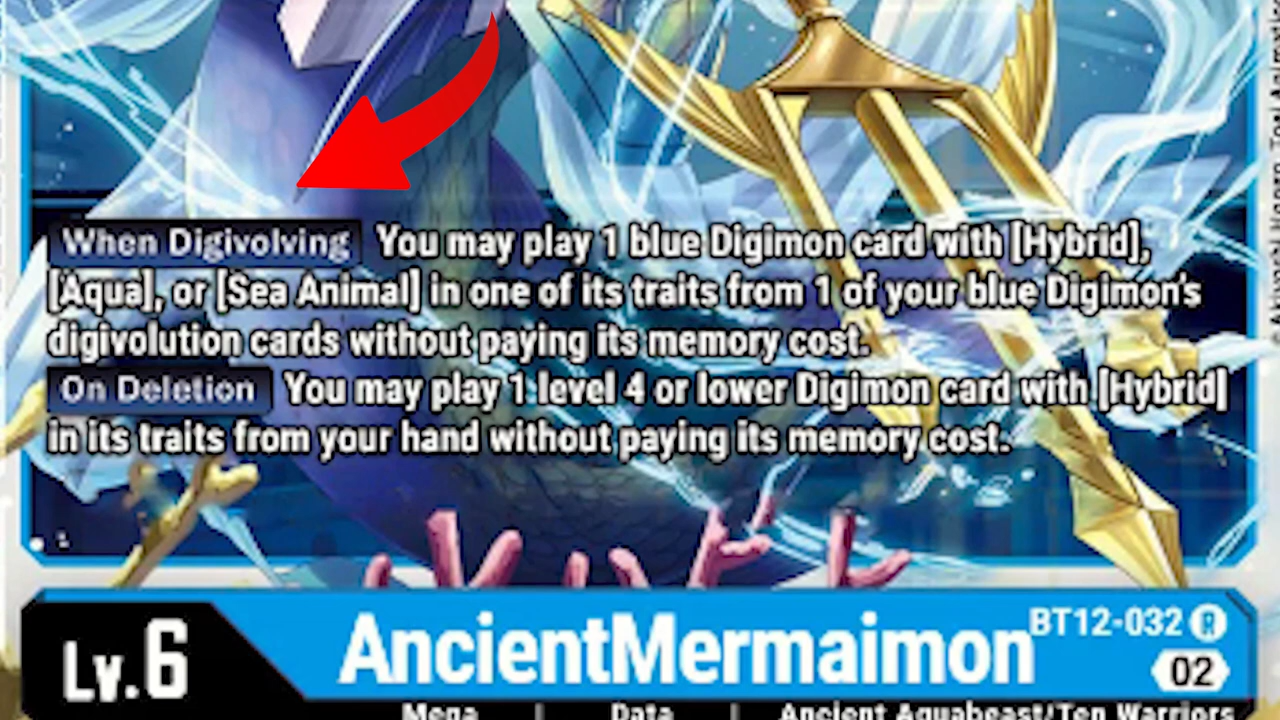 When Digivolving You may play 1 blue Digimon card with [Hybrid],
[Aqua], or [Sea Animal] in one of its traits from 1 of your blue Digimon's
digivolution cards without paying its memory cost.
On Deletion You may play 1 level 4 or lower Digimon card with [Hybrid]
in its traits from your hand without paying its memory cost.
BT12-032 R
Lv.6 AncientMermaimon
02
Mega | Data | Ancient Aquabeast/Ten Warriors